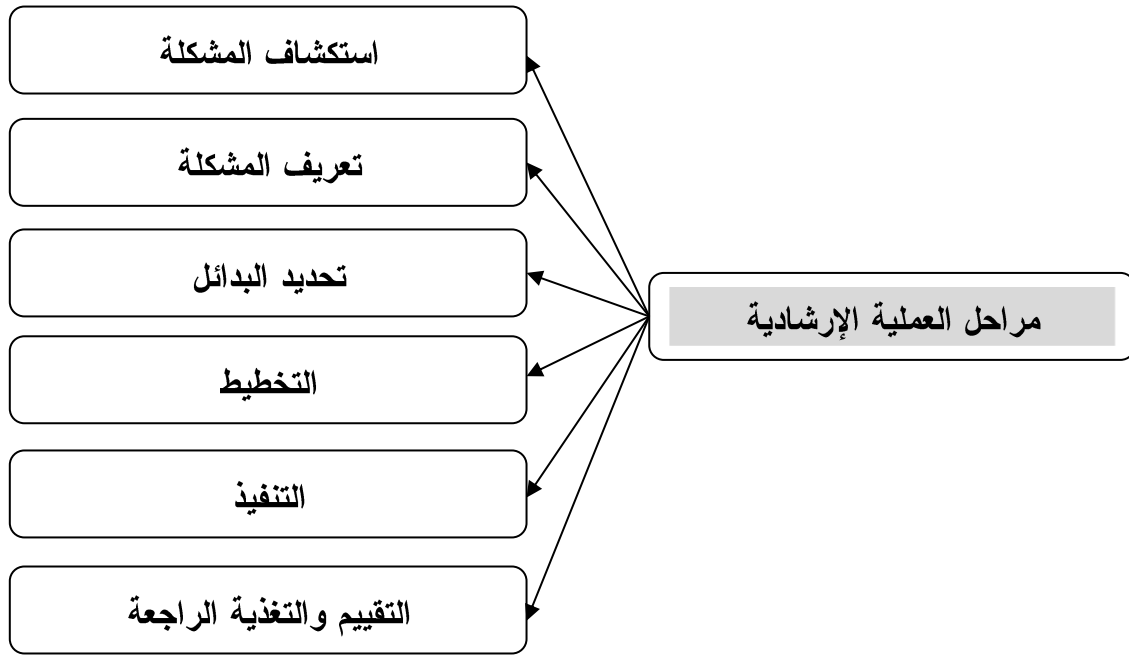 مراحل العملية الإرشادية
استكشاف المشكلة
تعريف المشكلة
تحديد البدائل
التخطيط
التنفيذ
التقييم والتغذية الراجعة